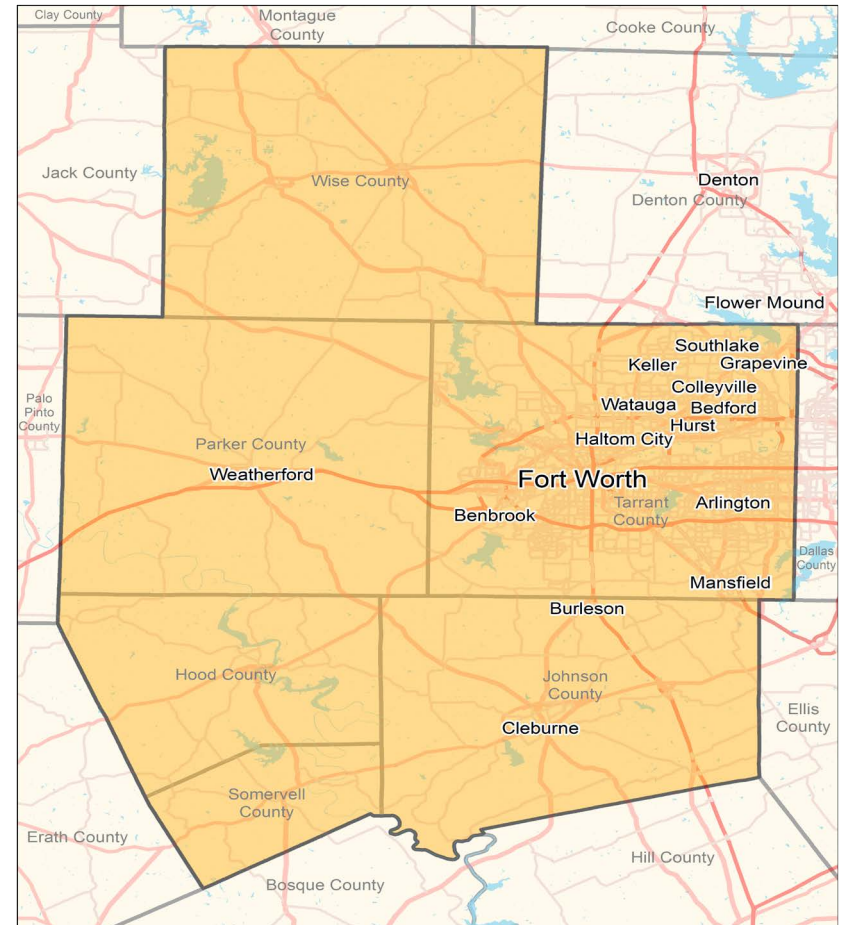 Clay County
Montague
County
Cooke County
Jack County
Wise County
Denton
Denton County
Flower Mound
Southlake
Keller
Grapevine
Colleyville
Watauga
Bedford
Hurst
Haltom City
Palo
Pinto
County
Parker County
Weatherford
Fort Worth
Tarrant
County
Arlington
Benbrook
Dallas
County
Mansfield
Burleson
Hood County
Johnson
County
Ellis
County
Cleburne
Somervell
County
Erath County
Hill County
Bosque County